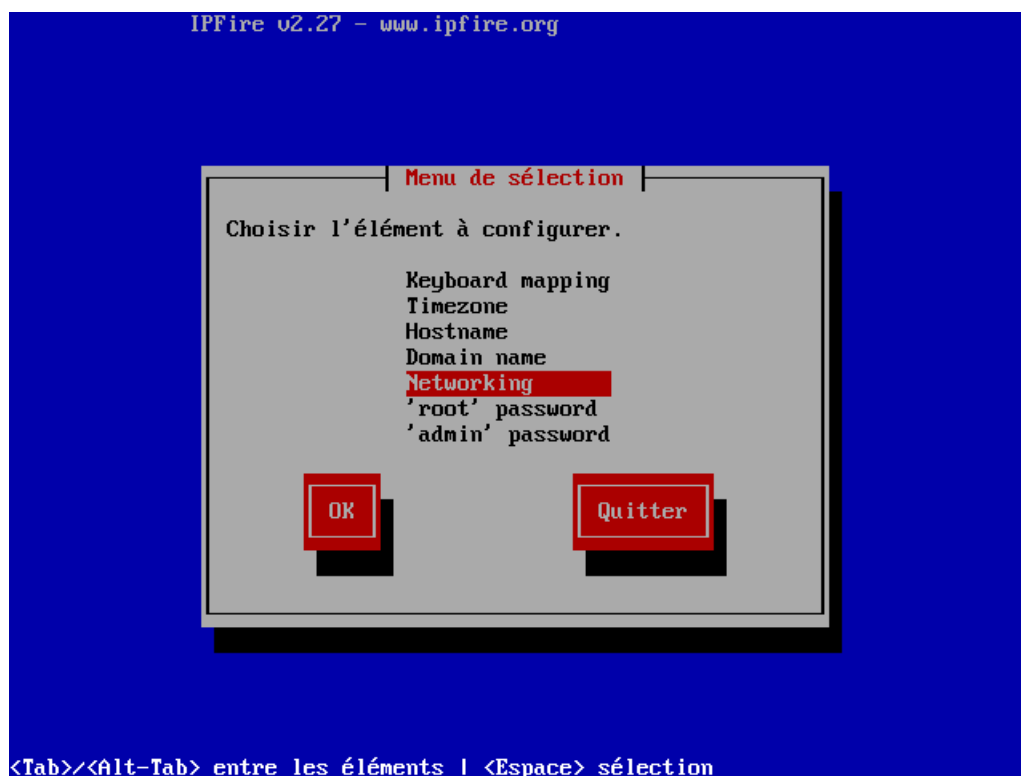 IPFire v2.27 - www.ipfire.org
Menu de sélection
Choisir l'élément à configurer.
Keyboard mapping
Timezone
Hostname
Domain name
Networking
'root' password
'admin' password
OK Quitter
<Tab>/<Alt-Tab> entre les éléments | <Espace> sélection